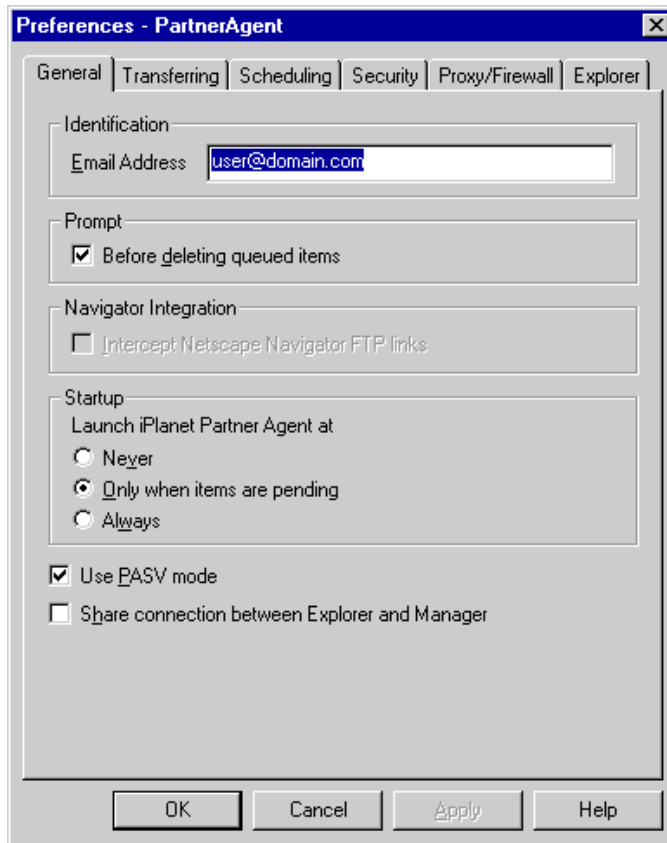 Preferences - PartnerAgent
General Transferring Scheduling Security Proxy/Firewall Explorer
Identification
Email Address user@domain.com
Prompt
Before deleting queued items
Navigator Integration
Intercept Netscape Navigator FTP links
Startup
Launch iPlanet Partner Agent at
Never
Only when items are pending
Always
Use PASV mode
Share connection between Explorer and Manager
OK Cancel Apply Help